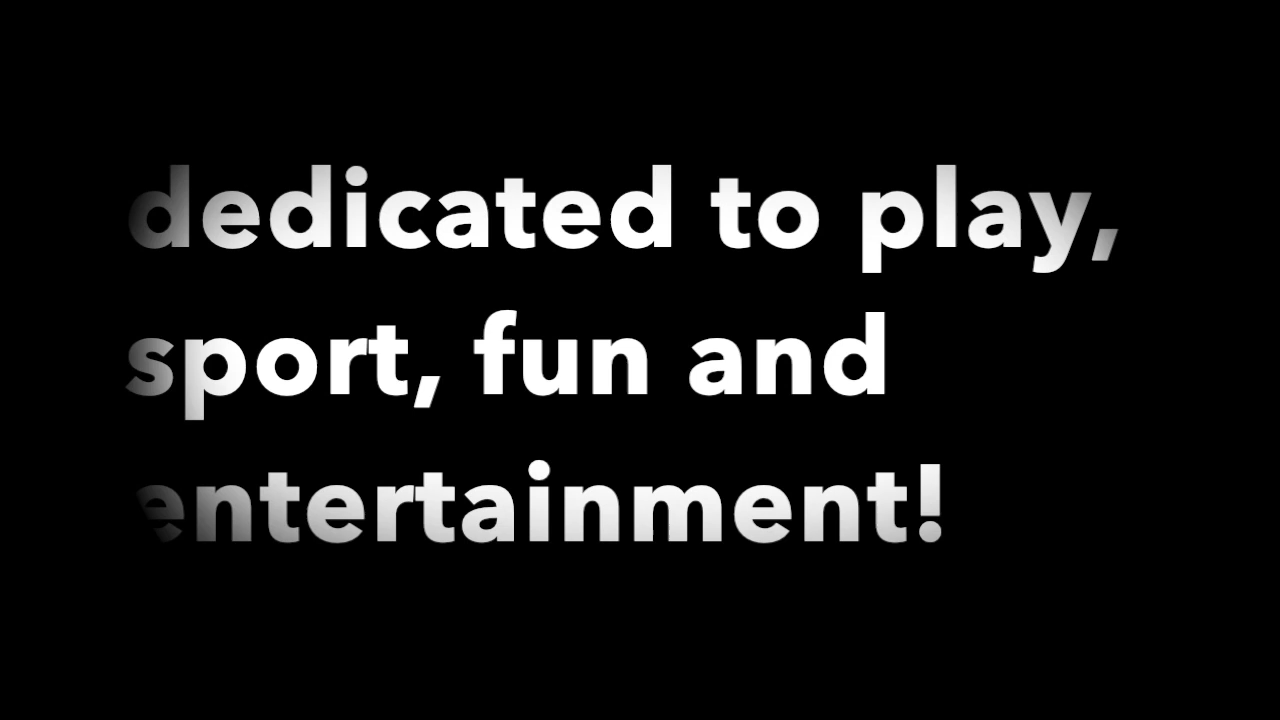 dedicated to play,
sport, fun and
entertainment!